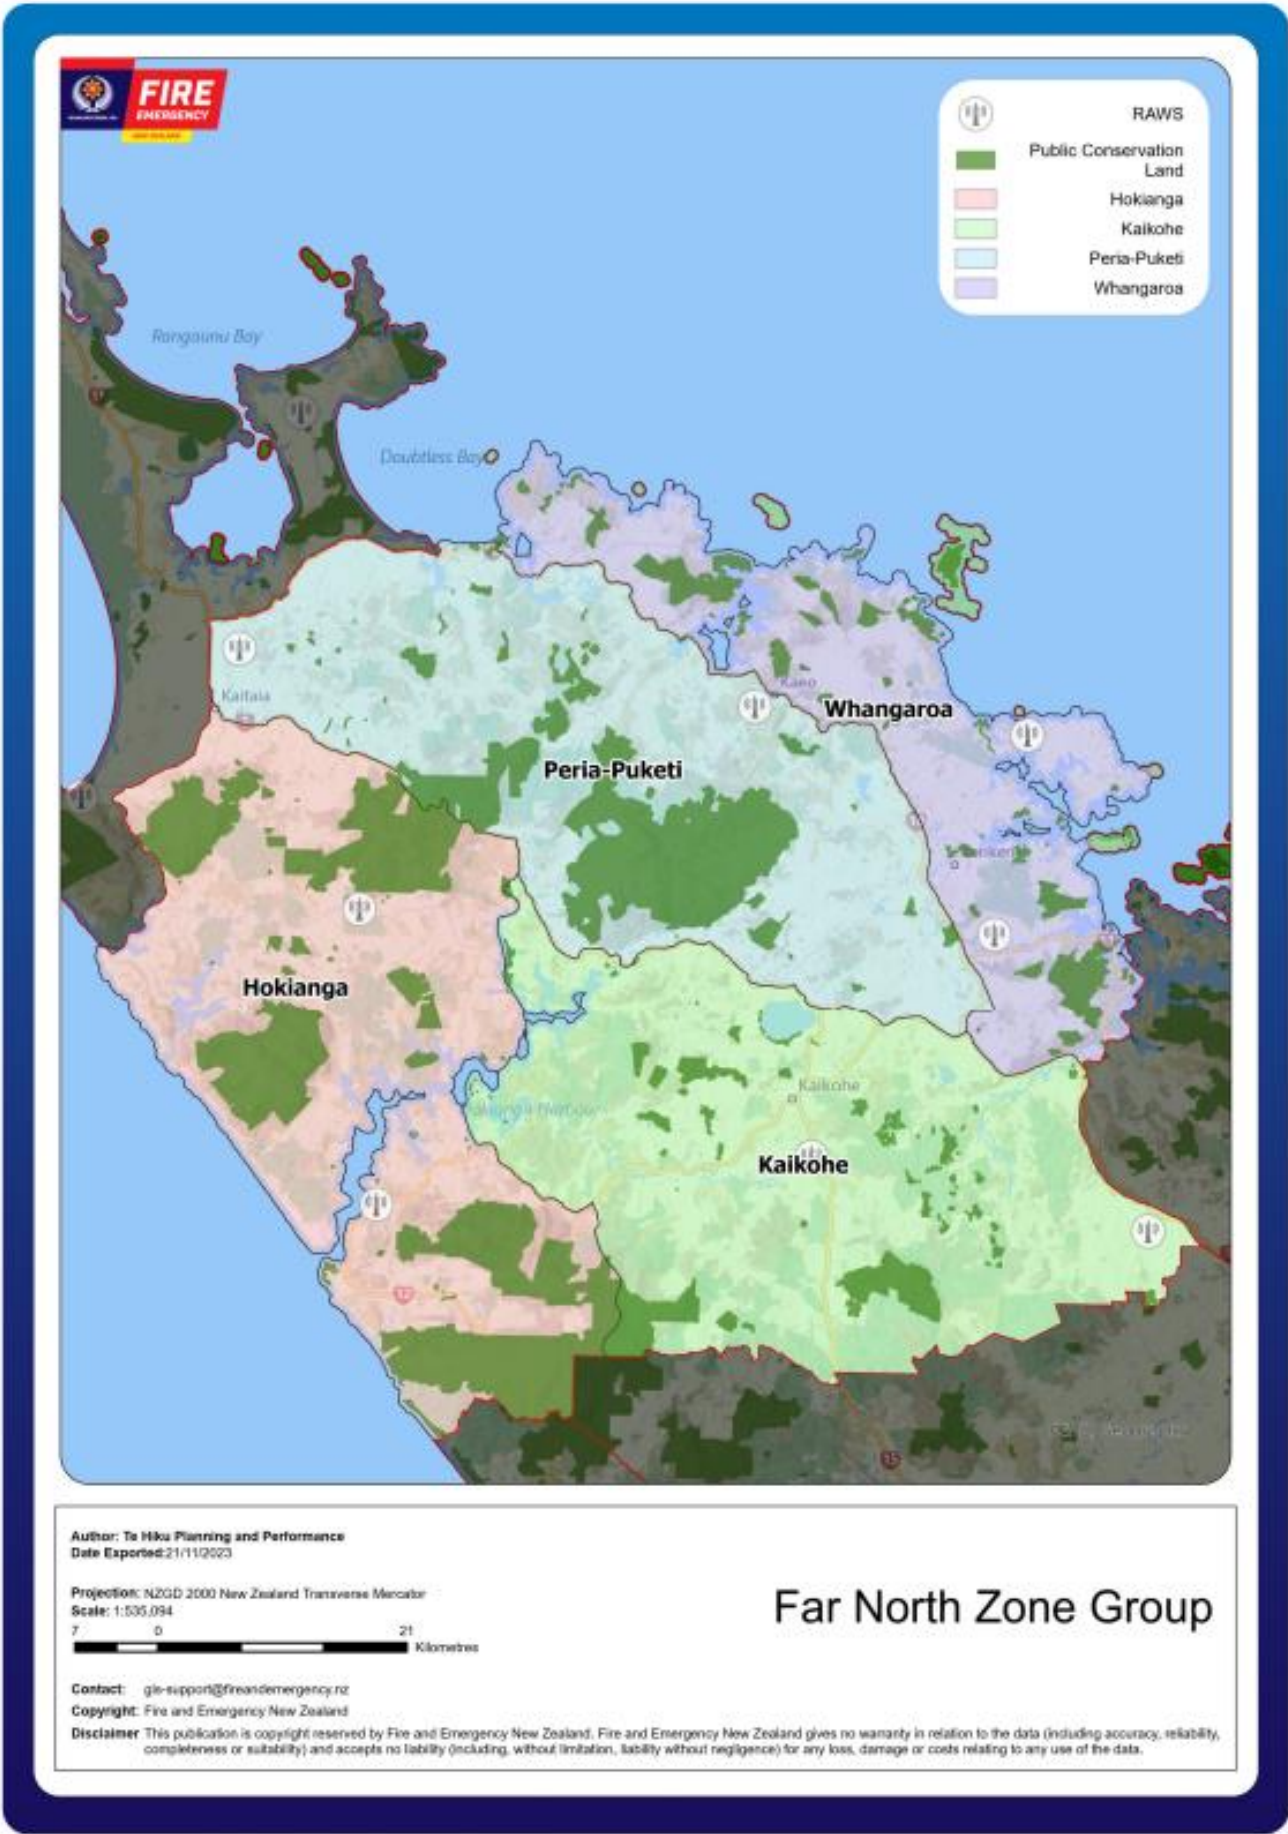 FIRE
EMERGENCY
RAWS
Public Conservation
Land
Hokianga
Kaikohe
Peria-Puketi
Whangaroa
Rangaunu Bay
Doubtless Bay
Kaitaia
Kaeo
Whangaroa
Peria-Puketi
Hokianga
Kaikohe
Kaikohe
12
15
Author: Te Hiku Planning and Performance
Date Exported:21/11/2023
Projection: NZGD 2000 New Zealand Transverse Mercator
Scale: 1:535,094
7 0 21
Kilometres
Far North Zone Group
Contact: gis-support@fireandemergency.nz
Copyright: Fire and Emergency New Zealand
Disclaimer This publication is copyright reserved by Fire and Emergency New Zealand. Fire and Emergency New Zealand gives no warranty in relation to the data (including accuracy, reliability,
completeness or suitability) and accepts no liability (including, without limitation, liability without negligence) for any loss, damage or costs relating to any use of the data.